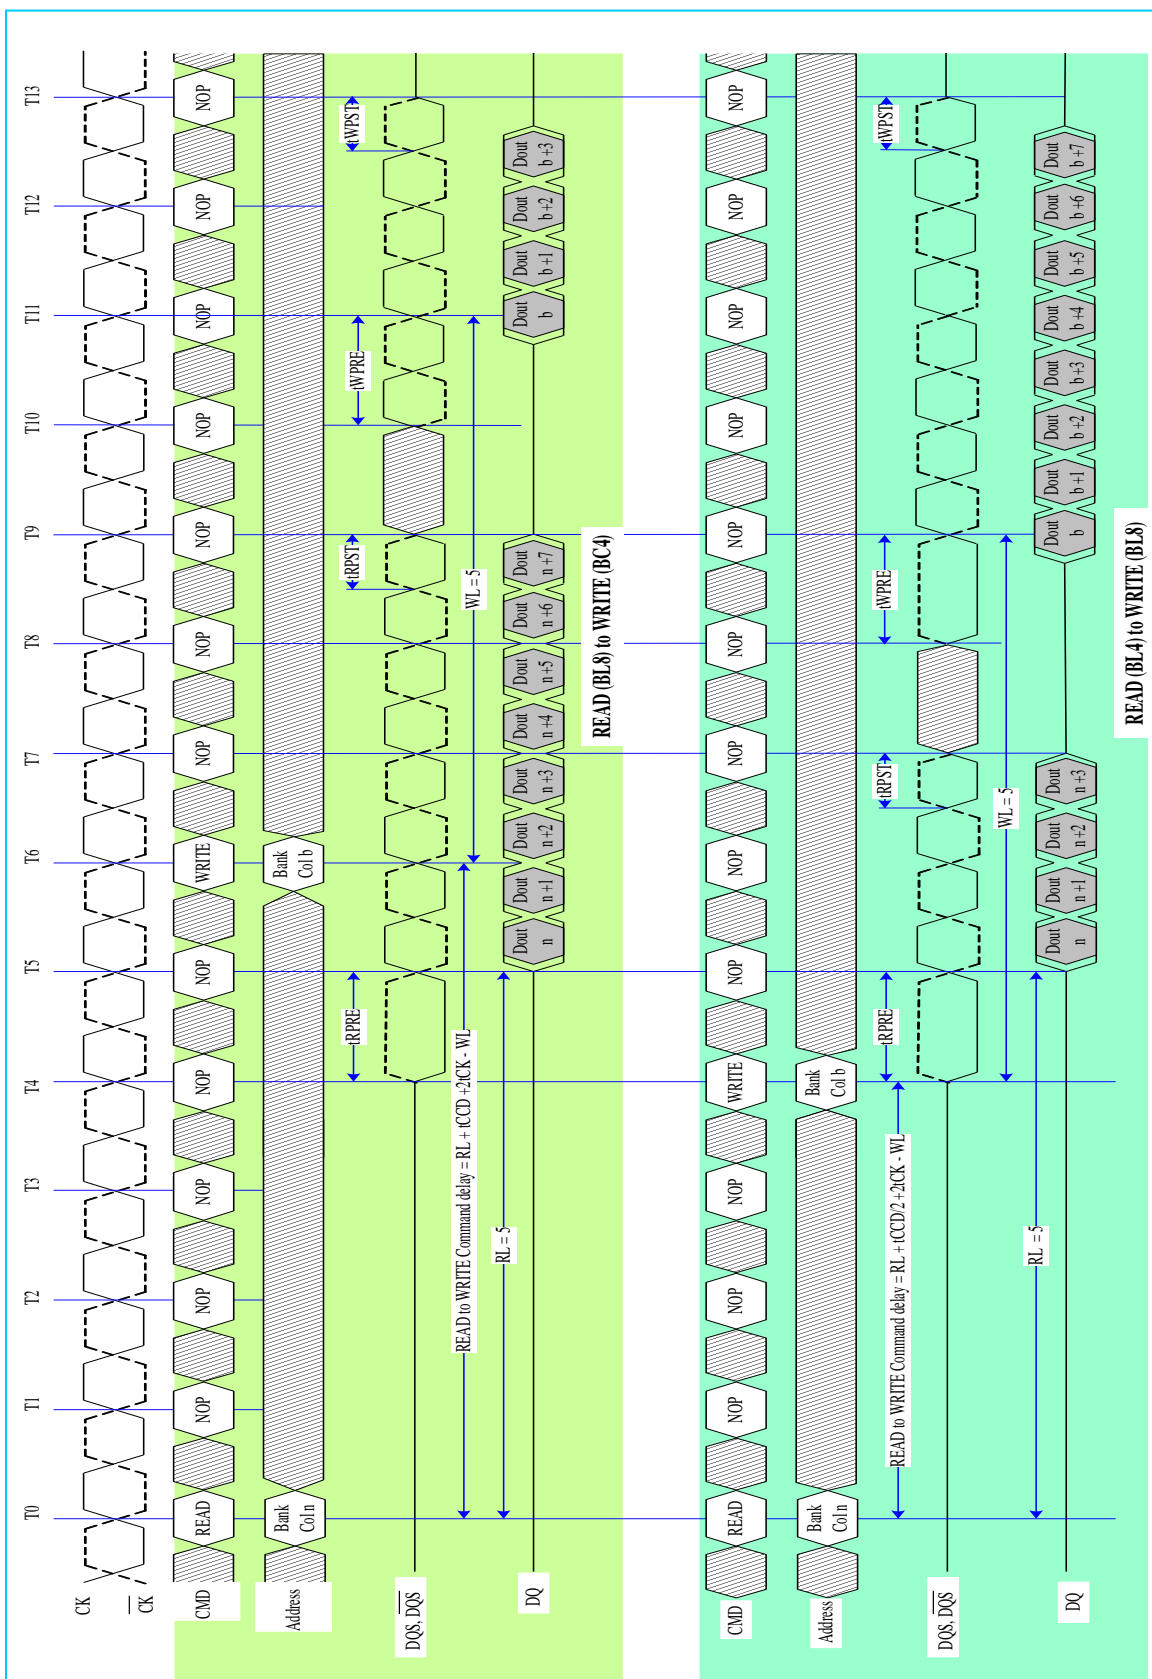 T0 T1 T2 T3 T4 T5 T6 T7 T8 T9 T10 T11 T12 T13
CK
CK
CMD READ NOP NOP NOP NOP NOP WRITE NOP NOP NOP NOP NOP NOP NOP
Address Bank Col n Bank Col b
tRPRE tRPST tWPRE tWPST
DQS, DQS
READ to WRITE Command delay = RL + tCCD +2tCK - WL WL = 5
RL = 5
DQ Dout n Dout n+1 Dout n+2 Dout n+3 Dout n+4 Dout n+5 Dout n+6 Dout n+7 Dout b Dout b+1 Dout b+2 Dout b+3
READ (BL8) to WRITE (BC4)
CMD READ NOP NOP NOP WRITE NOP NOP NOP NOP NOP NOP NOP NOP NOP
Address Bank Col n Bank Col b
tRPRE tRPST tWPRE tWPST
READ to WRITE Command delay = RL + tCCD/2 +2tCK - WL
DQS, DQS
WL = 5
RL = 5
DQ Dout n Dout n+1 Dout n+2 Dout n+3 Dout b Dout b+1 Dout b+2 Dout b+3 Dout b+4 Dout b+5 Dout b+6 Dout b+7
READ (BL4) to WRITE (BL8)